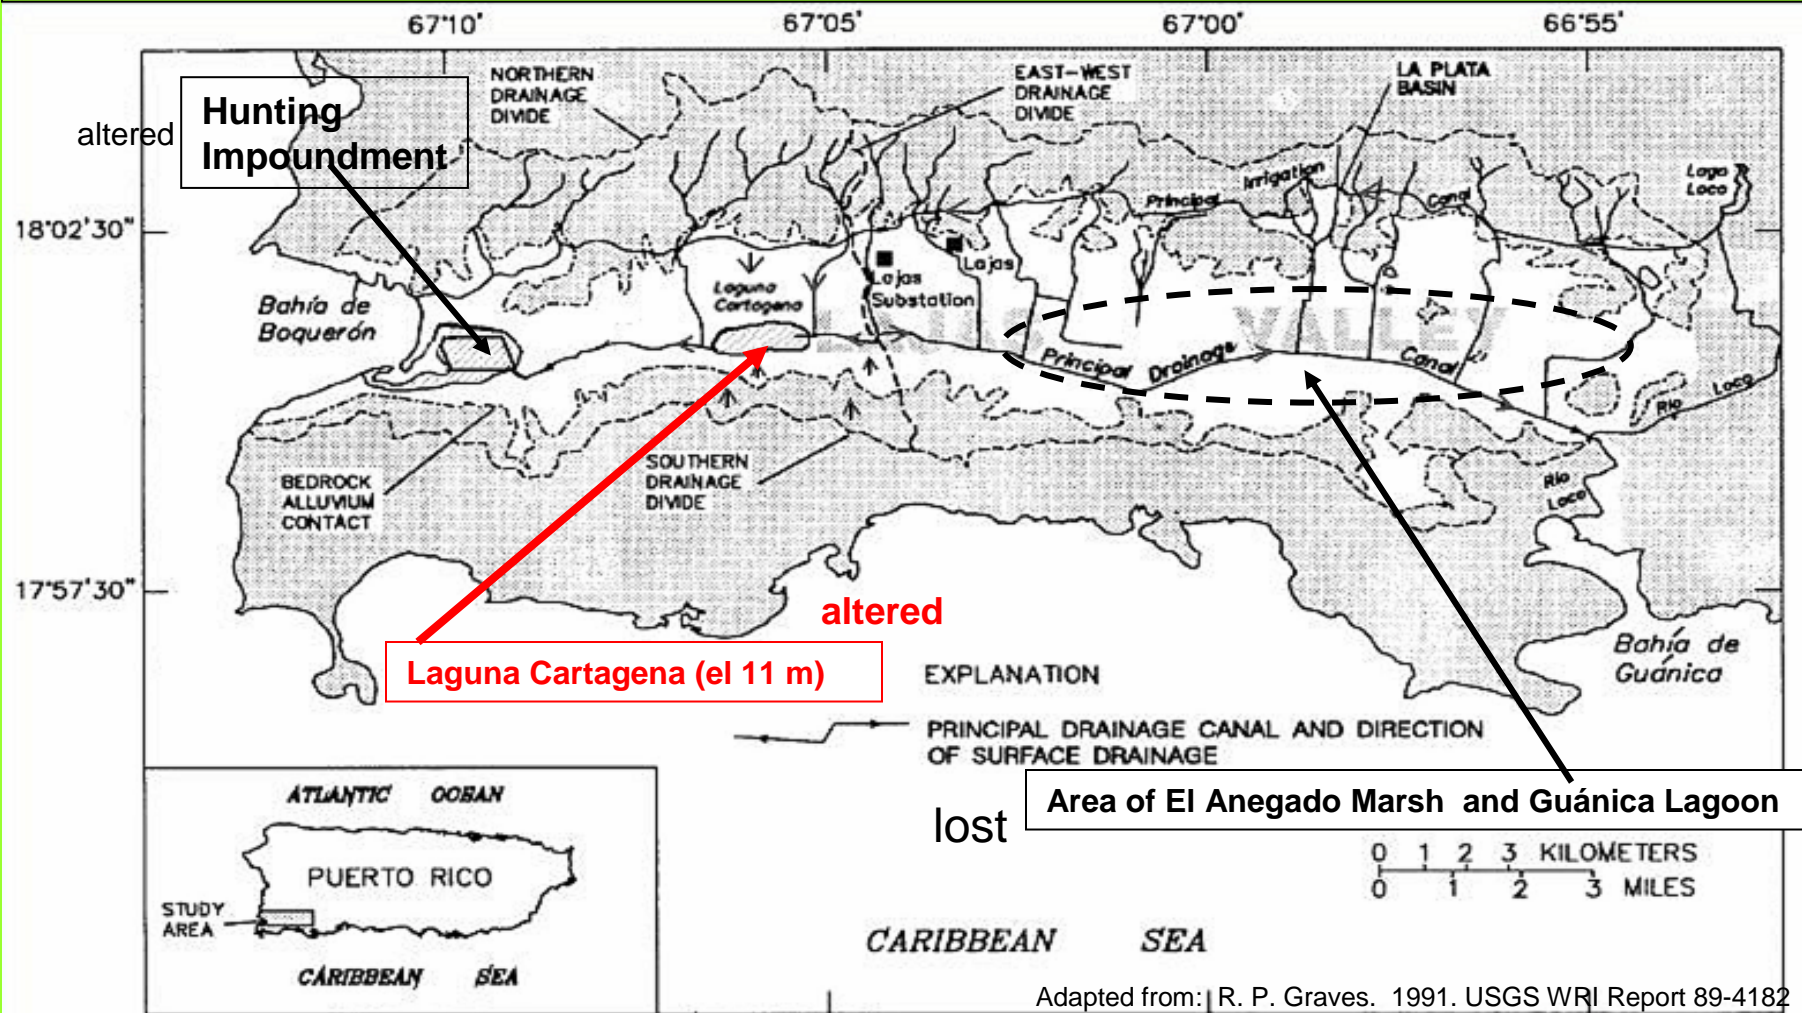 67°10'
67°05'
67°00'
66°55'
Hunting
Impoundment
altered
NORTHERN
DRAINAGE
DIVIDE
EAST-WEST
DRAINAGE
DIVIDE
LA PLATA
BASIN
Principal Irrigation Canal
Lago
Loco
18°02'30"
Lajas
Lajas
Substation
Laguna
Cartagena
Bahía de
Boquerón
LAJAS VALLEY
Principal Drainage Canal
Río Loco
BEDROCK
ALLUVIUM
CONTACT
SOUTHERN
DRAINAGE
DIVIDE
Río
Loco
17°57'30"
altered
Laguna Cartagena (el 11 m)
Bahía de
Guánica
EXPLANATION
PRINCIPAL DRAINAGE CANAL AND DIRECTION
OF SURFACE DRAINAGE
lost
Area of El Anegado Marsh and Guánica Lagoon
0 1 2 3 KILOMETERS
0 1 2 3 MILES
ATLANTIC OCEAN
PUERTO RICO
STUDY
AREA
CARIBBEAN SEA
CARIBBEAN SEA
Adapted from: R. P. Graves. 1991. USGS WRI Report 89-4182